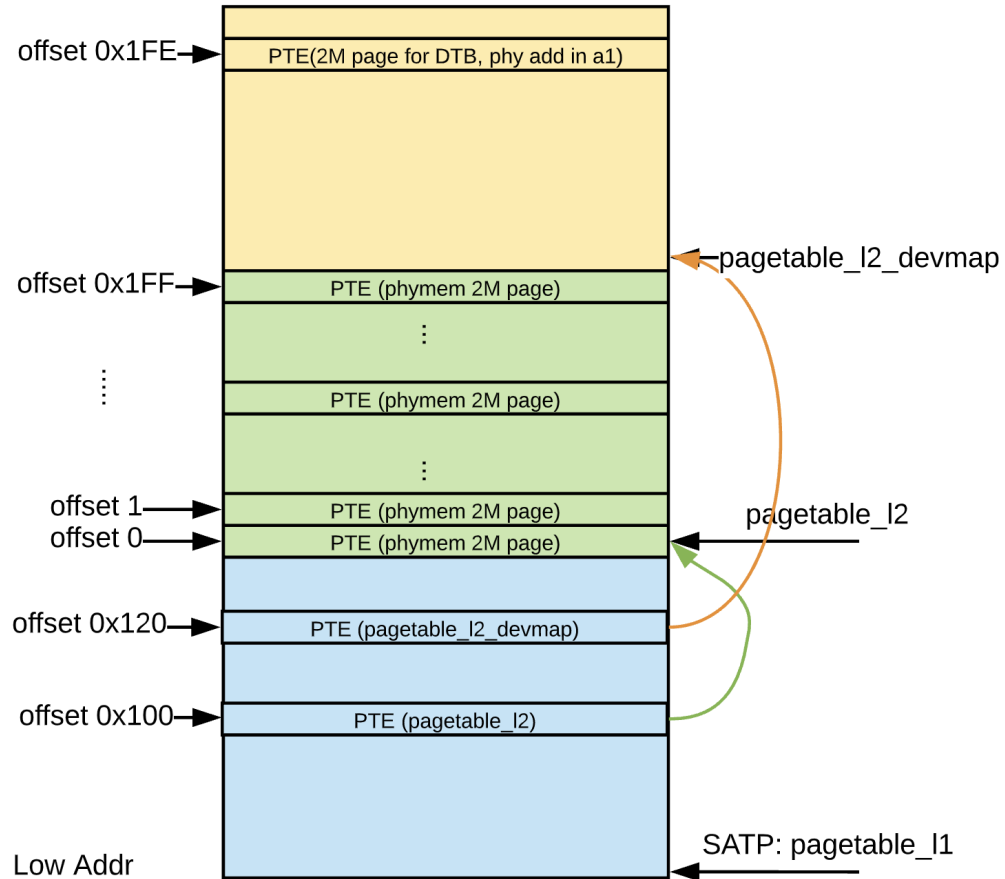 offset 0x1FE
PTE(2M page for DTB, phy add in a1)
pagetable_l2_devmap
offset 0x1FF
PTE (phymem 2M page)
...
.....
PTE (phymem 2M page)
...
offset 1
PTE (phymem 2M page)
pagetable_l2
offset 0
PTE (phymem 2M page)
offset 0x120
PTE (pagetable_l2_devmap)
offset 0x100
PTE (pagetable_l2)
SATP: pagetable_l1
Low Addr